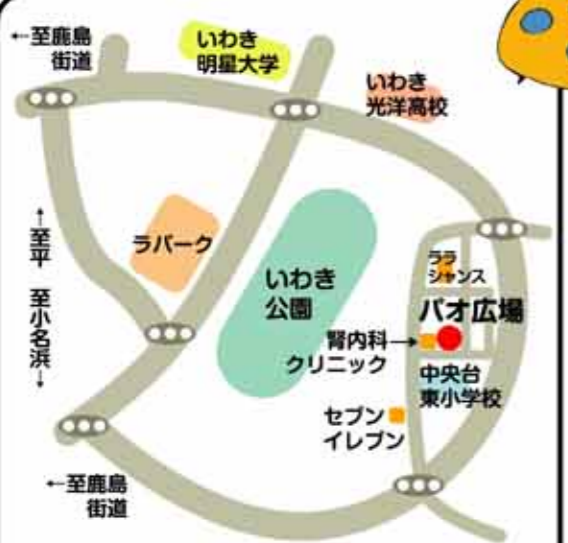 ←至鹿島
街道
いわき
明星大学
いわき
光洋高校
ラパーク
↑至平 至小名浜↓
いわき
公園
ララ
シャンス
パオ広場
腎内科→
クリニック
中央台
東小学校
セブン
イレブン
←至鹿島
街道